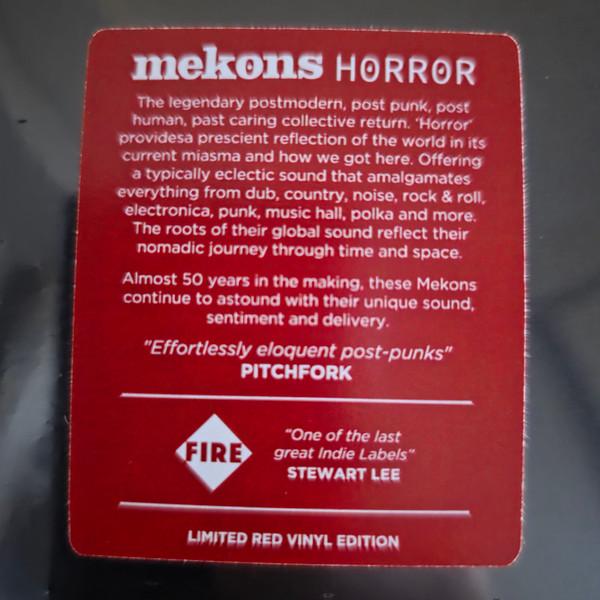 mekons HORROR
The legendary postmodern, post punk, post
human, past caring collective return. 'Horror'
providesa prescient reflection of the world in its
current miasma and how we got here. Offering
a typically eclectic sound that amalgamates
everything from dub, country, noise, rock & roll,
electronica, punk, music hall, polka and more.
The roots of their global sound reflect their
nomadic journey through time and space.
Almost 50 years in the making, these Mekons
continue to astound with their unique sound,
sentiment and delivery.
"Effortlessly eloquent post-punks"
PITCHFORK
FIRE
"One of the last
great Indie Labels"
STEWART LEE
LIMITED RED VINYL EDITION